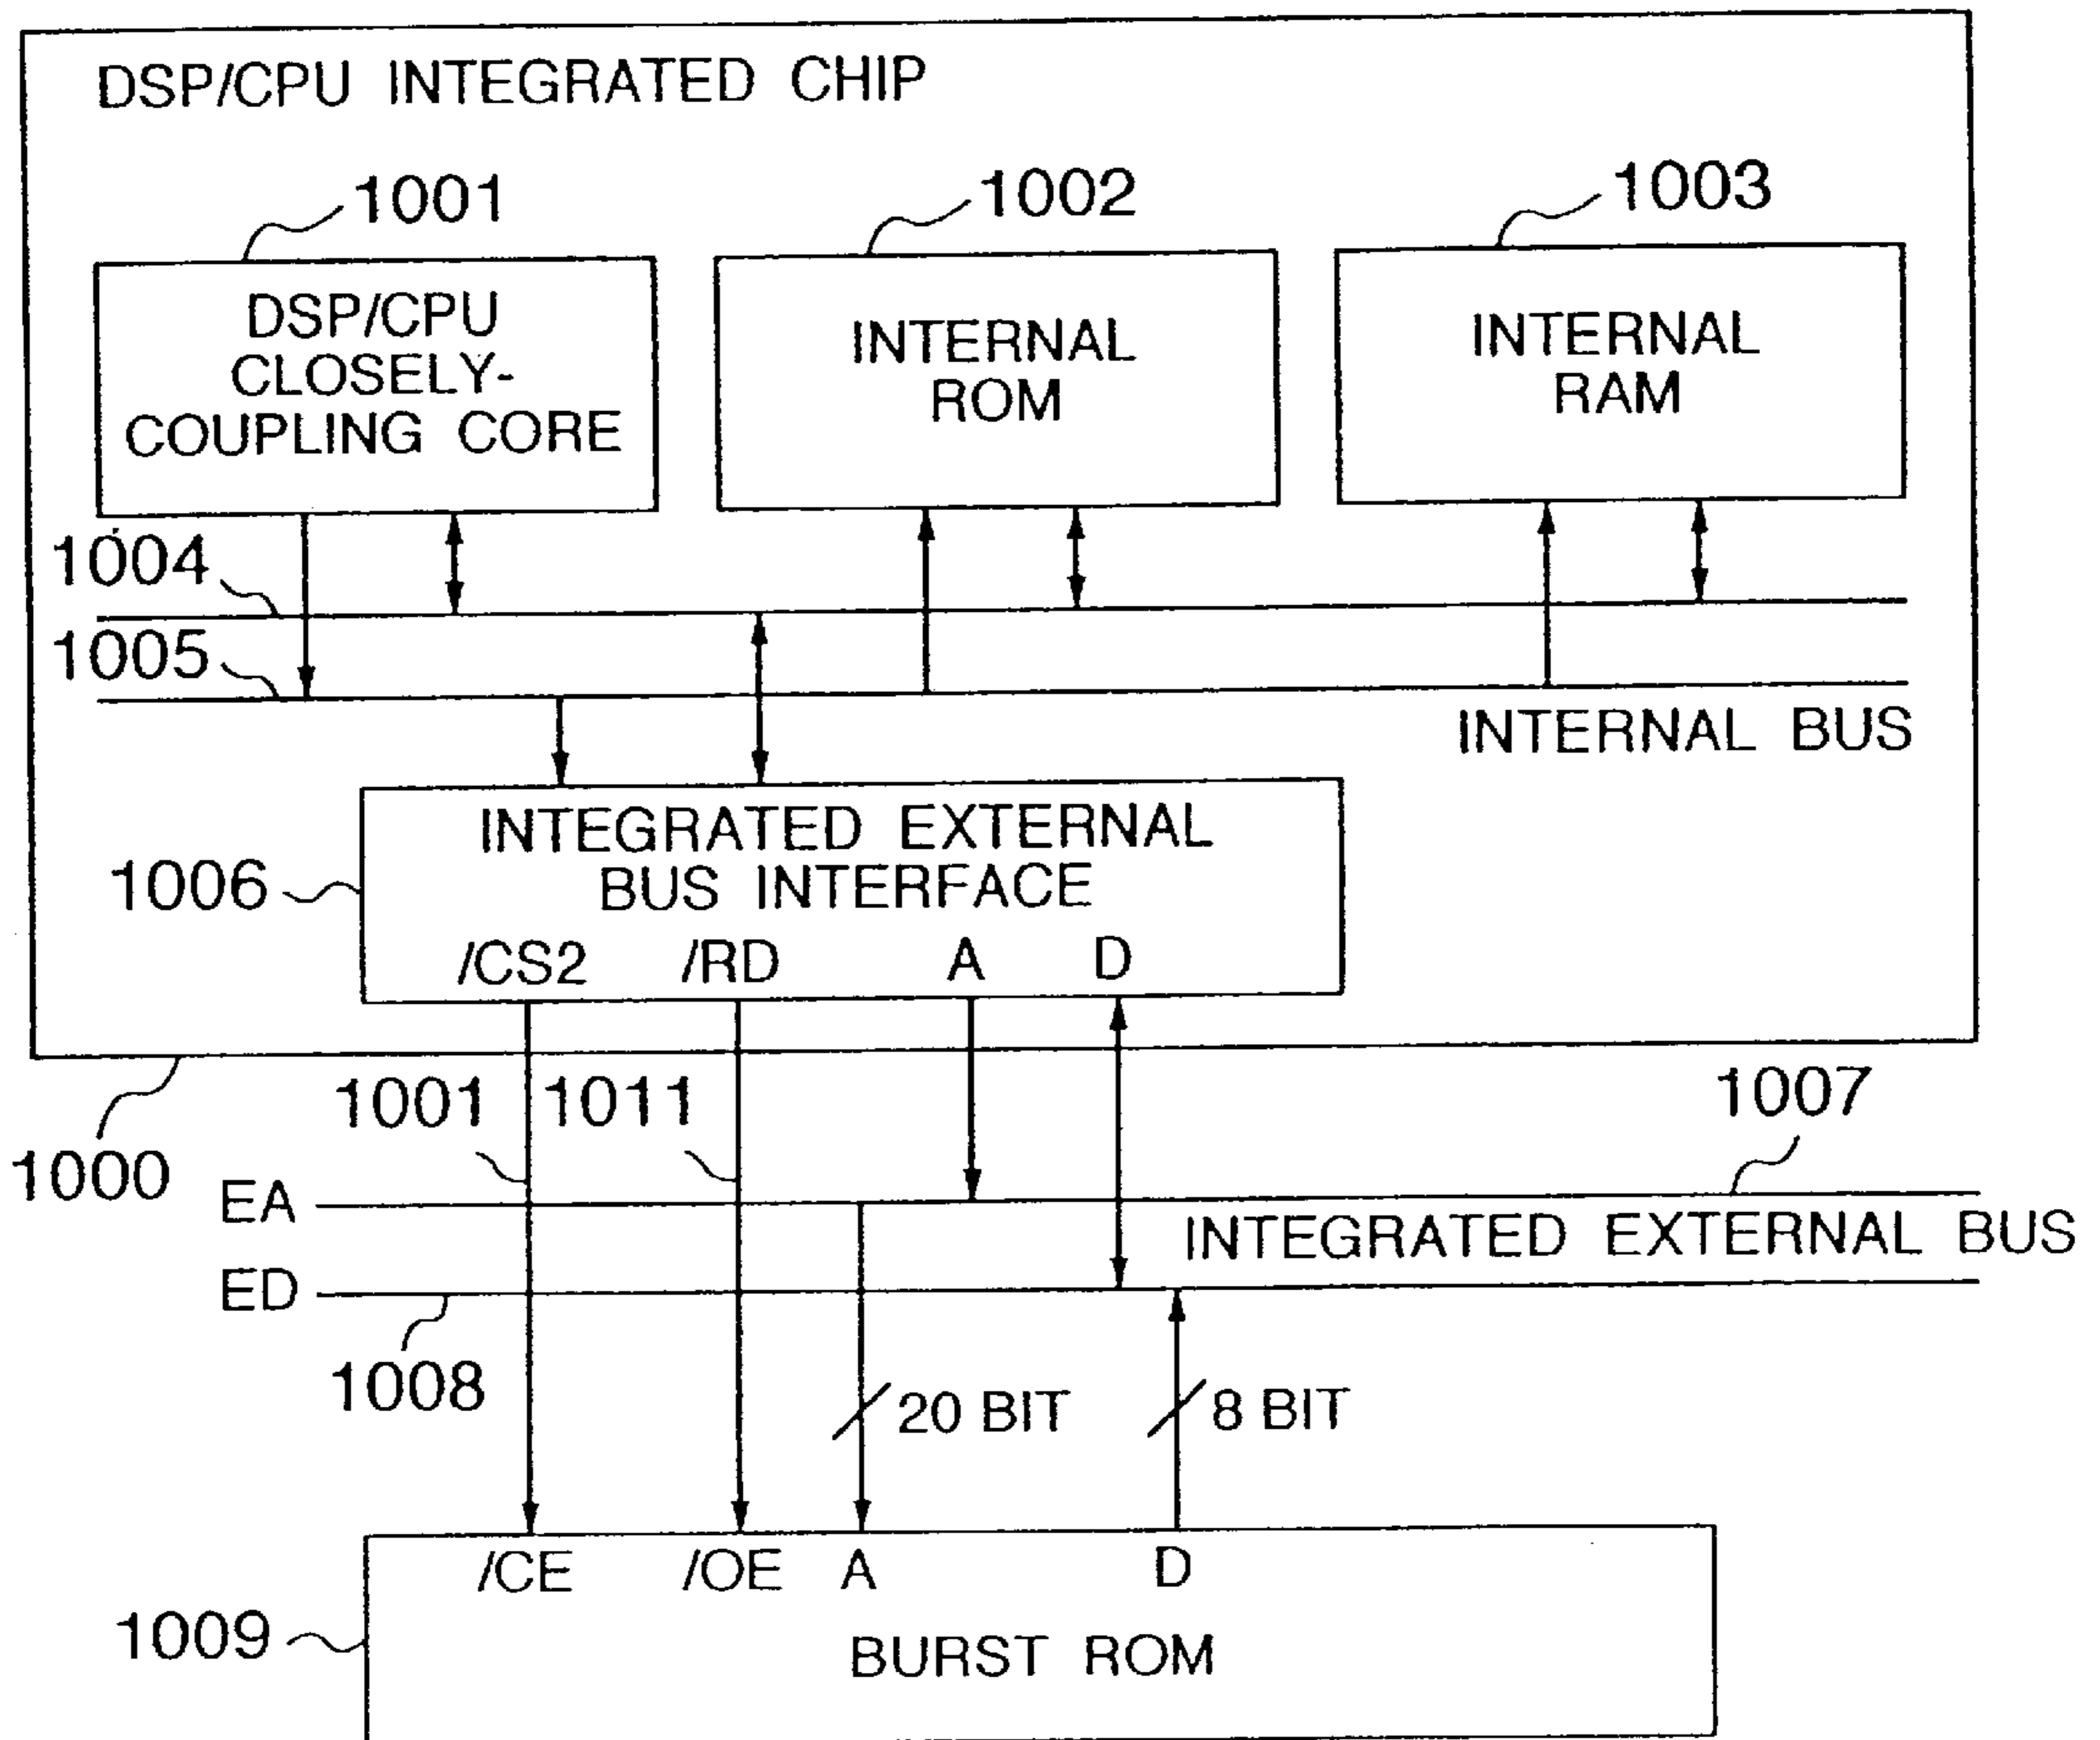 DSP/CPU INTEGRATED CHIP
1001
1002
1003
DSP/CPU
CLOSELY-
COUPLING CORE
INTERNAL
ROM
INTERNAL
RAM
1004
1005
INTERNAL BUS
INTEGRATED EXTERNAL
BUS INTERFACE
1006
/CS2 /RD A D
1001 1011
1007
1000
EA
INTEGRATED EXTERNAL BUS
ED
1008
20 BIT
8 BIT
/CE /OE A D
1009
BURST ROM